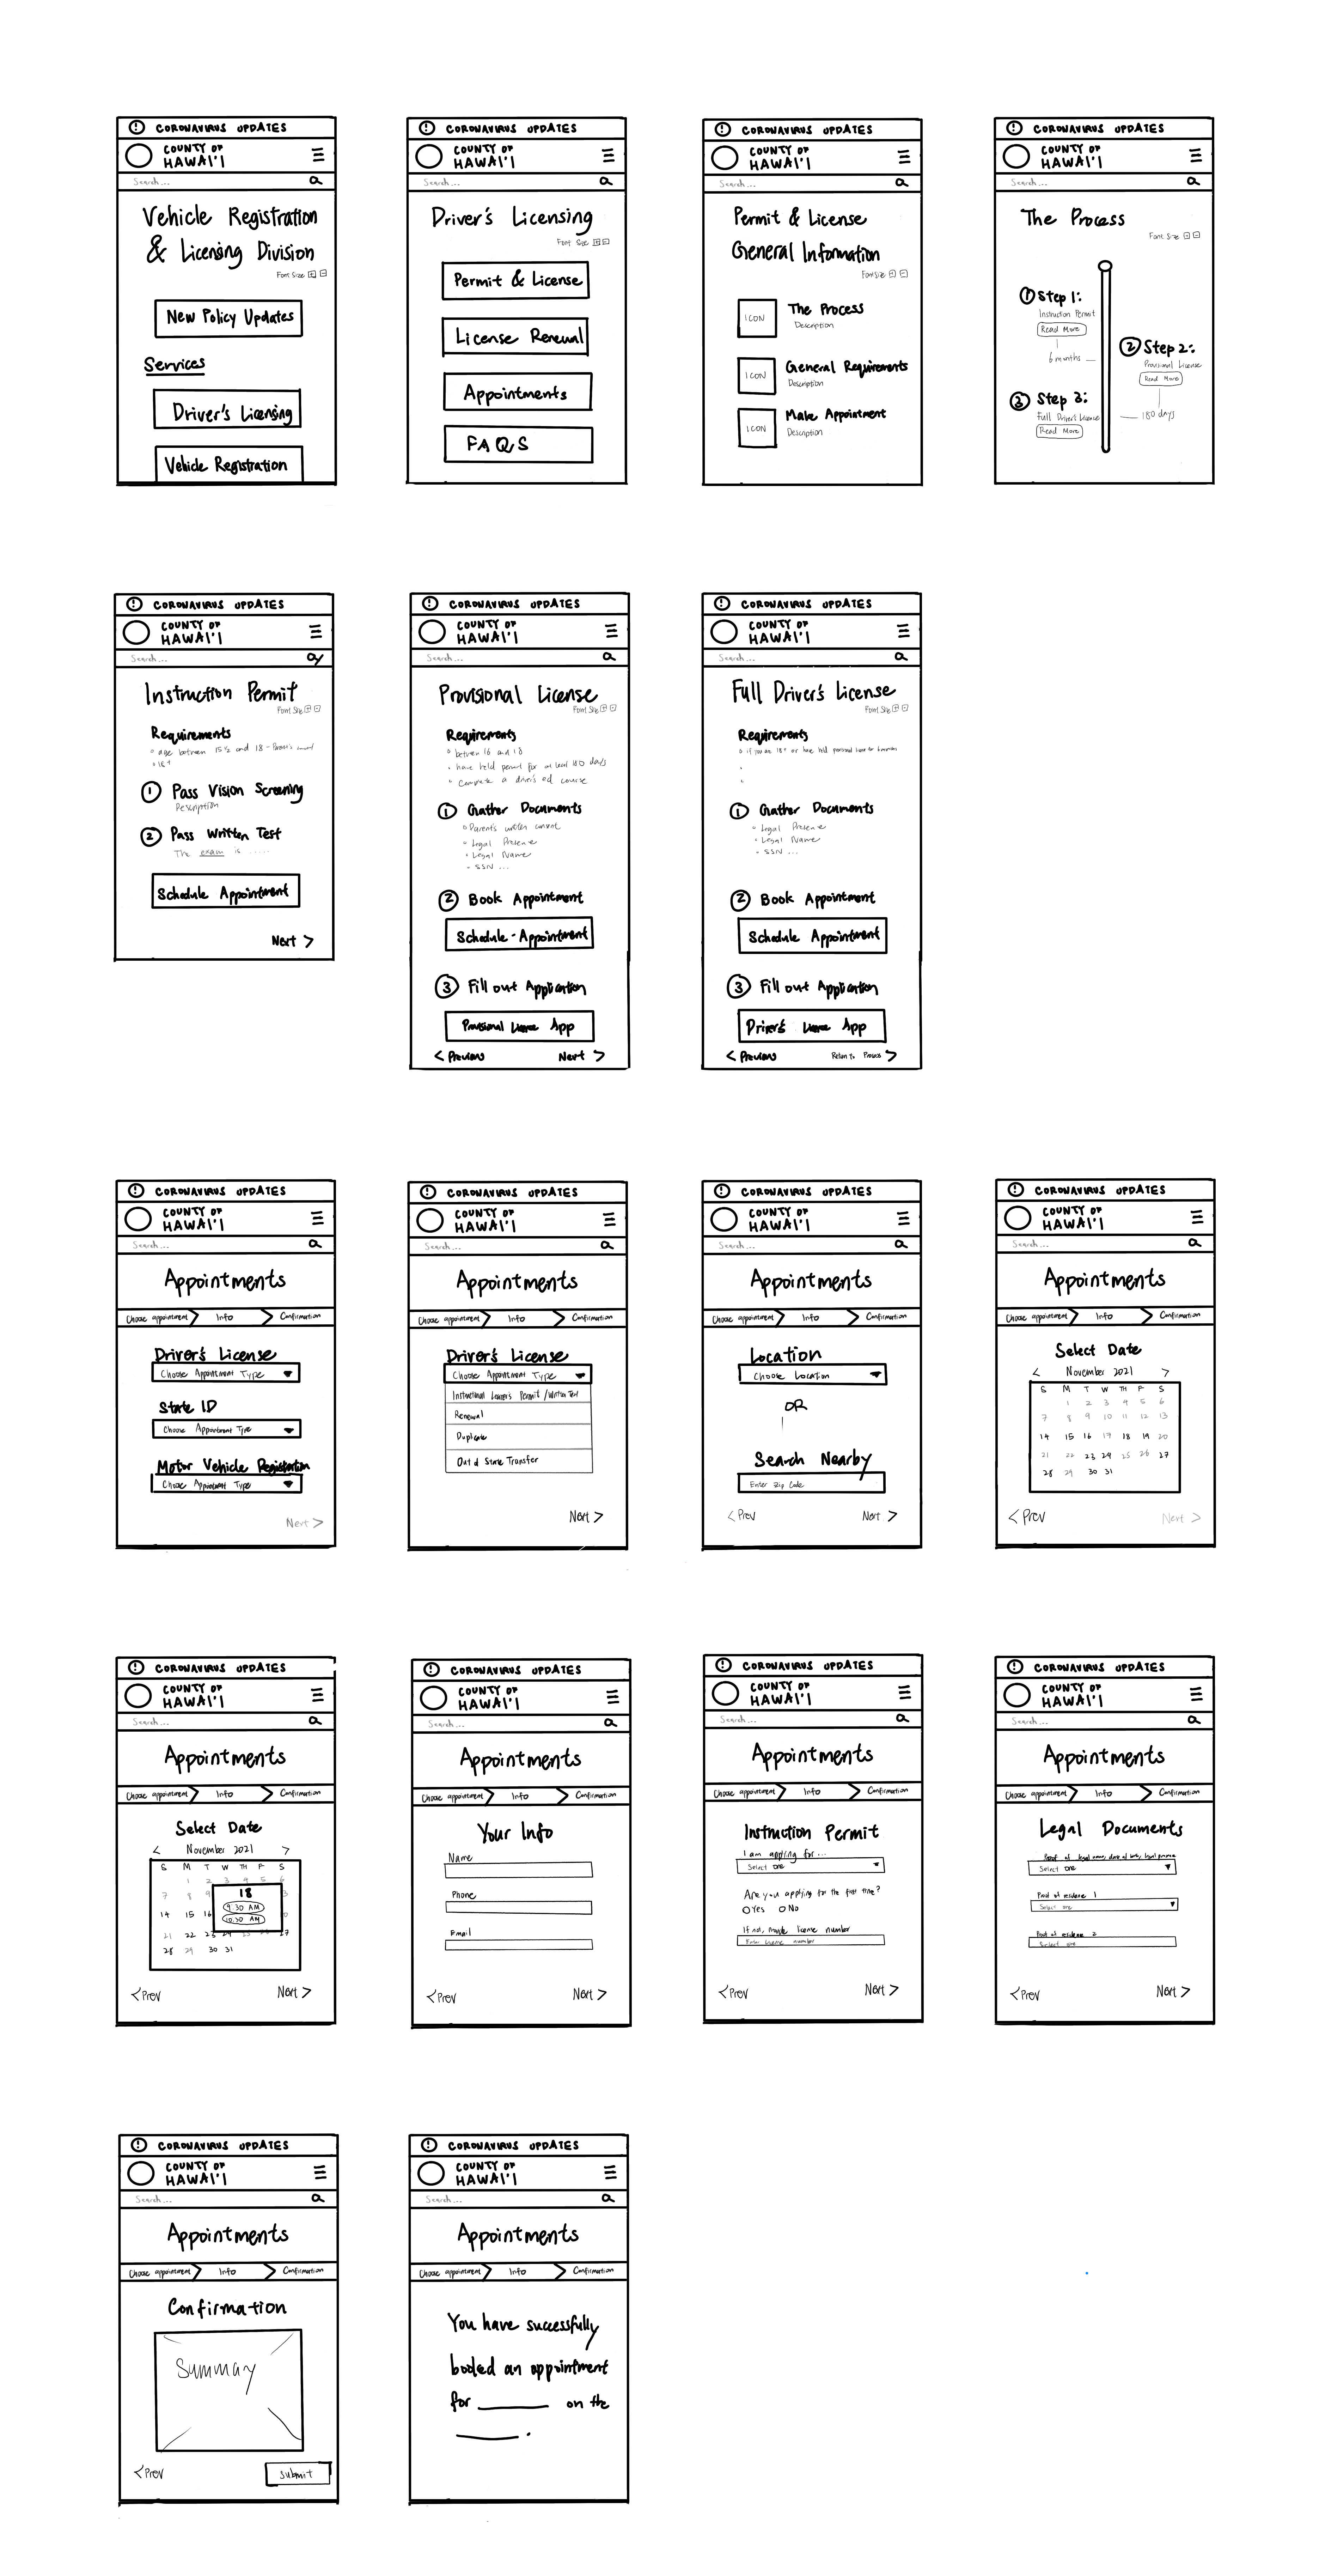 CORONAVIRUS UPDATES
COUNTY OF
HAWAI'I
Search...
Vehicle Registration
& Licensing Division
Font Size + -
New Policy Updates
Services
Driver's Licensing
Vehicle Registration
CORONAVIRUS UPDATES
COUNTY OF
HAWAI'I
Search...
Driver's Licensing
Font Size + -
Permit & License
License Renewal
Appointments
FAQS
CORONAVIRUS UPDATES
COUNTY OF
HAWAI'I
Search...
Permit & License
General Information
Font Size + -
ICON
The Process
Description
ICON
General Requirements
Description
ICON
Make Appointment
Description
CORONAVIRUS UPDATES
COUNTY OF
HAWAI'I
Search...
The Process
Font Size + -
1 Step 1:
Instruction Permit
Read More
6 months
2 Step 2:
Provisional License
Read More
180 days
3 Step 3:
Full Driver's License
Read More
CORONAVIRUS UPDATES
COUNTY OF
HAWAI'I
Search...
Instruction Permit
Font Size + -
Requirements
age between 15 1/2 and 18 - Parent's consent
18+
1 Pass Vision Screening
Description
2 Pass Written Test
The exam is .....
Schedule Appointment
Next >
CORONAVIRUS UPDATES
COUNTY OF
HAWAI'I
Search...
Provisional License
Font Size + -
Requirements
between 16 and 18
have held permit for at least 180 days
Complete a driver's ed course
1 Gather Documents
Parent's written consent
Legal Presence
Legal Name
SSN ...
2 Book Appointment
Schedule - Appointment
3 Fill out Application
Provisional License App
< Previous
Next >
CORONAVIRUS UPDATES
COUNTY OF
HAWAI'I
Search...
Full Driver's License
Font Size + -
Requirements
if you are 18+ or have held
1 Gather Documents
Legal Presence
Legal Name
SSN ...
2 Book Appointment
Schedule Appointment
3 Fill out Application
Driver's License App
< Previous
Return to Process >
CORONAVIRUS UPDATES
COUNTY OF
HAWAI'I
Search...
Appointments
Choose appointment
Info
Confirmation
Driver's License
Choose Appointment Type
State ID
Choose Appointment Type
Motor Vehicle Registration
Choose Appointment Type
Next >
CORONAVIRUS UPDATES
COUNTY OF
HAWAI'I
Search...
Appointments
Choose appointment
Info
Confirmation
Driver's License
Choose Appointment Type
Instructional Learner's Permit / Written Test
Renewal
Duplicate
Out of State Transfer
Next >
CORONAVIRUS UPDATES
COUNTY OF
HAWAI'I
Search...
Appointments
Choose appointment
Info
Confirmation
Location
Choose Location
OR
Search Nearby
Enter Zip Code
< Prev
Next >
CORONAVIRUS UPDATES
COUNTY OF
HAWAI'I
Search...
Appointments
Choose appointment
Info
Confirmation
Select Date
< November 2021 >
S M T W TH F S
1 2 3 4 5 6
7 8 9 10 11 12 13
14 15 16 17 18 19 20
21 22 23 24 25 26 27
28 29 30 31
< Prev
Next >
CORONAVIRUS UPDATES
COUNTY OF
HAWAI'I
Search...
Appointments
Choose appointment
Info
Confirmation
Select Date
< November 2021 >
S M T W TH F S
1 2 3 4 5 6
7 8 9 3
18
9:30 AM
10:30 AM
14 15 16 0
21 22 23 24 27
28 29 30 31
< Prev
Next >
CORONAVIRUS UPDATES
COUNTY OF
HAWAI'I
Search...
Appointments
Choose appointment
Info
Confirmation
Your Info
Name
Phone
Email
< Prev
Next >
CORONAVIRUS UPDATES
COUNTY OF
HAWAI'I
Search...
Appointments
Choose appointment
Info
Confirmation
Instruction Permit
I am applying for ...
Select one
Are you applying for the first time?
Yes No
If not, provide license number
Enter license number
< Prev
Next >
CORONAVIRUS UPDATES
COUNTY OF
HAWAI'I
Search...
Appointments
Choose appointment
Info
Confirmation
Legal Documents
Proof of legal name, date of birth, legal presence
Select one
Proof of residence 1
Select one
Proof of residence 2
Select one
< Prev
Next >
CORONAVIRUS UPDATES
COUNTY OF
HAWAI'I
Search...
Appointments
Choose appointment
Info
Confirmation
Confirmation
Summary
< Prev
Submit
CORONAVIRUS UPDATES
COUNTY OF
HAWAI'I
Search...
Appointments
Choose appointment
Info
Confirmation
You have successfully
booked an appointment
for ______ on the
______.